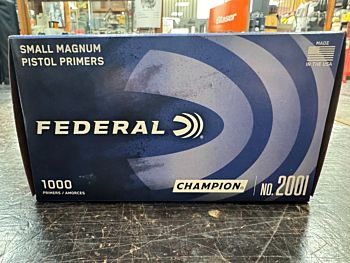 SMALL MAGNUM
PISTOL PRIMERS
MADE
IN THE USA
FEDERAL
1000
PRIMERS / AMORCES
CHAMPION
NO. 2001